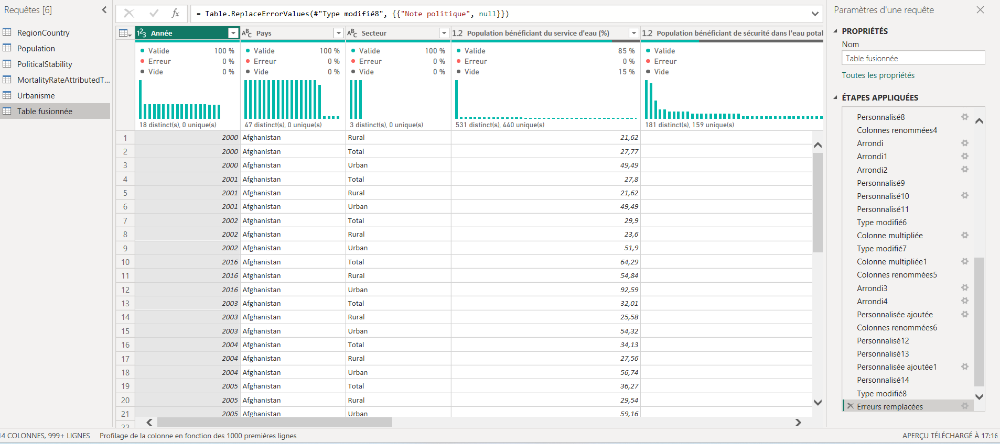 Requêtes [6]
RegionCountry
Population
PoliticalStability
MortalityRateAttributedT...
Urbanisme
Table fusionnée
fx
= Table.ReplaceErrorValues(#"Type modifié8", {{"Note politique", null}})
1²3 Année
ABC Pays
ABC Secteur
1.2 Population bénéficiant du service d'eau (%)
1.2 Population bénéficiant de sécurité dans l'eau potab
Valide 100 %
Erreur 0 %
Vide 0 %
18 distinct(s), 0 unique(s)
Valide 100 %
Erreur 0 %
Vide 0 %
47 distinct(s), 0 unique(s)
Valide 100 %
Erreur 0 %
Vide 0 %
3 distinct(s), 0 unique(s)
Valide 85 %
Erreur 0 %
Vide 15 %
531 distinct(s), 440 unique(s)
Valide
Erreur
Vide
181 distinct(s), 159 unique(s)
1 2000 Afghanistan Rural 21,62
2 2000 Afghanistan Total 27,77
3 2000 Afghanistan Urban 49,49
4 2001 Afghanistan Total 27,8
5 2001 Afghanistan Rural 21,62
6 2001 Afghanistan Urban 49,49
7 2002 Afghanistan Total 29,9
8 2002 Afghanistan Rural 23,6
9 2002 Afghanistan Urban 51,9
10 2016 Afghanistan Total 64,29
11 2016 Afghanistan Rural 54,84
12 2016 Afghanistan Urban 92,59
13 2003 Afghanistan Total 32,01
14 2003 Afghanistan Rural 25,58
15 2003 Afghanistan Urban 54,32
16 2004 Afghanistan Total 34,13
17 2004 Afghanistan Rural 27,56
18 2004 Afghanistan Urban 56,74
19 2005 Afghanistan Total 36,27
20 2005 Afghanistan Rural 29,54
21 2005 Afghanistan Urban 59,16
22
Paramètres d'une requête
PROPRIÉTÉS
Nom
Table fusionnée
Toutes les propriétés
ÉTAPES APPLIQUÉES
Personnalisé8
Colonnes renommées4
Arrondi
Arrondi1
Arrondi2
Personnalisé9
Personnalisé10
Personnalisé11
Type modifié6
Colonne multipliée
Type modifié7
Colonne multipliée1
Colonnes renommées5
Arrondi3
Arrondi4
Personnalisée ajoutée
Colonnes renommées6
Personnalisé12
Personnalisé13
Personnalisée ajoutée1
Personnalisé14
Type modifié8
Erreurs remplacées
14 COLONNES, 999+ LIGNES Profilage de la colonne en fonction des 1000 premières lignes
APERÇU TÉLÉCHARGÉ À 17:16